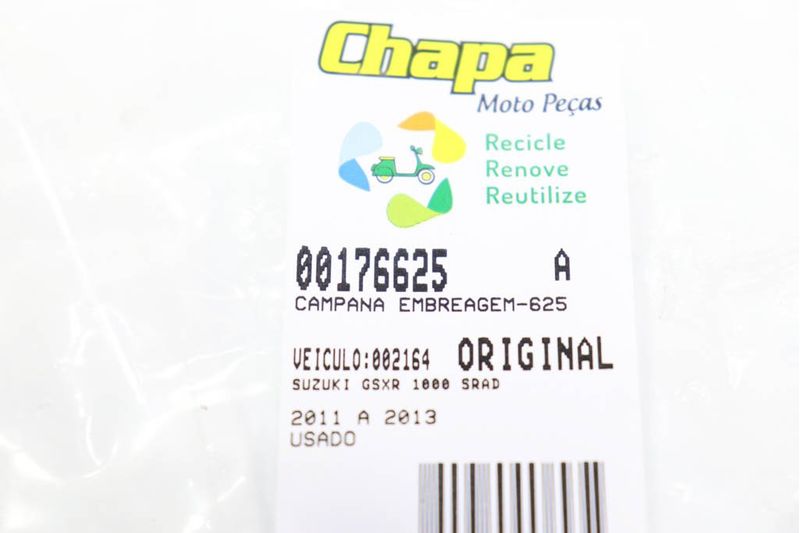 Chapa
Moto Peças
Recicle
Renove
Reutilize
00176625 A
CAMPANA EMBREAGEM-625
VEICULO:002164 ORIGINAL
SUZUKI GSXR 1000 SRAD
2011 A 2013
USADO